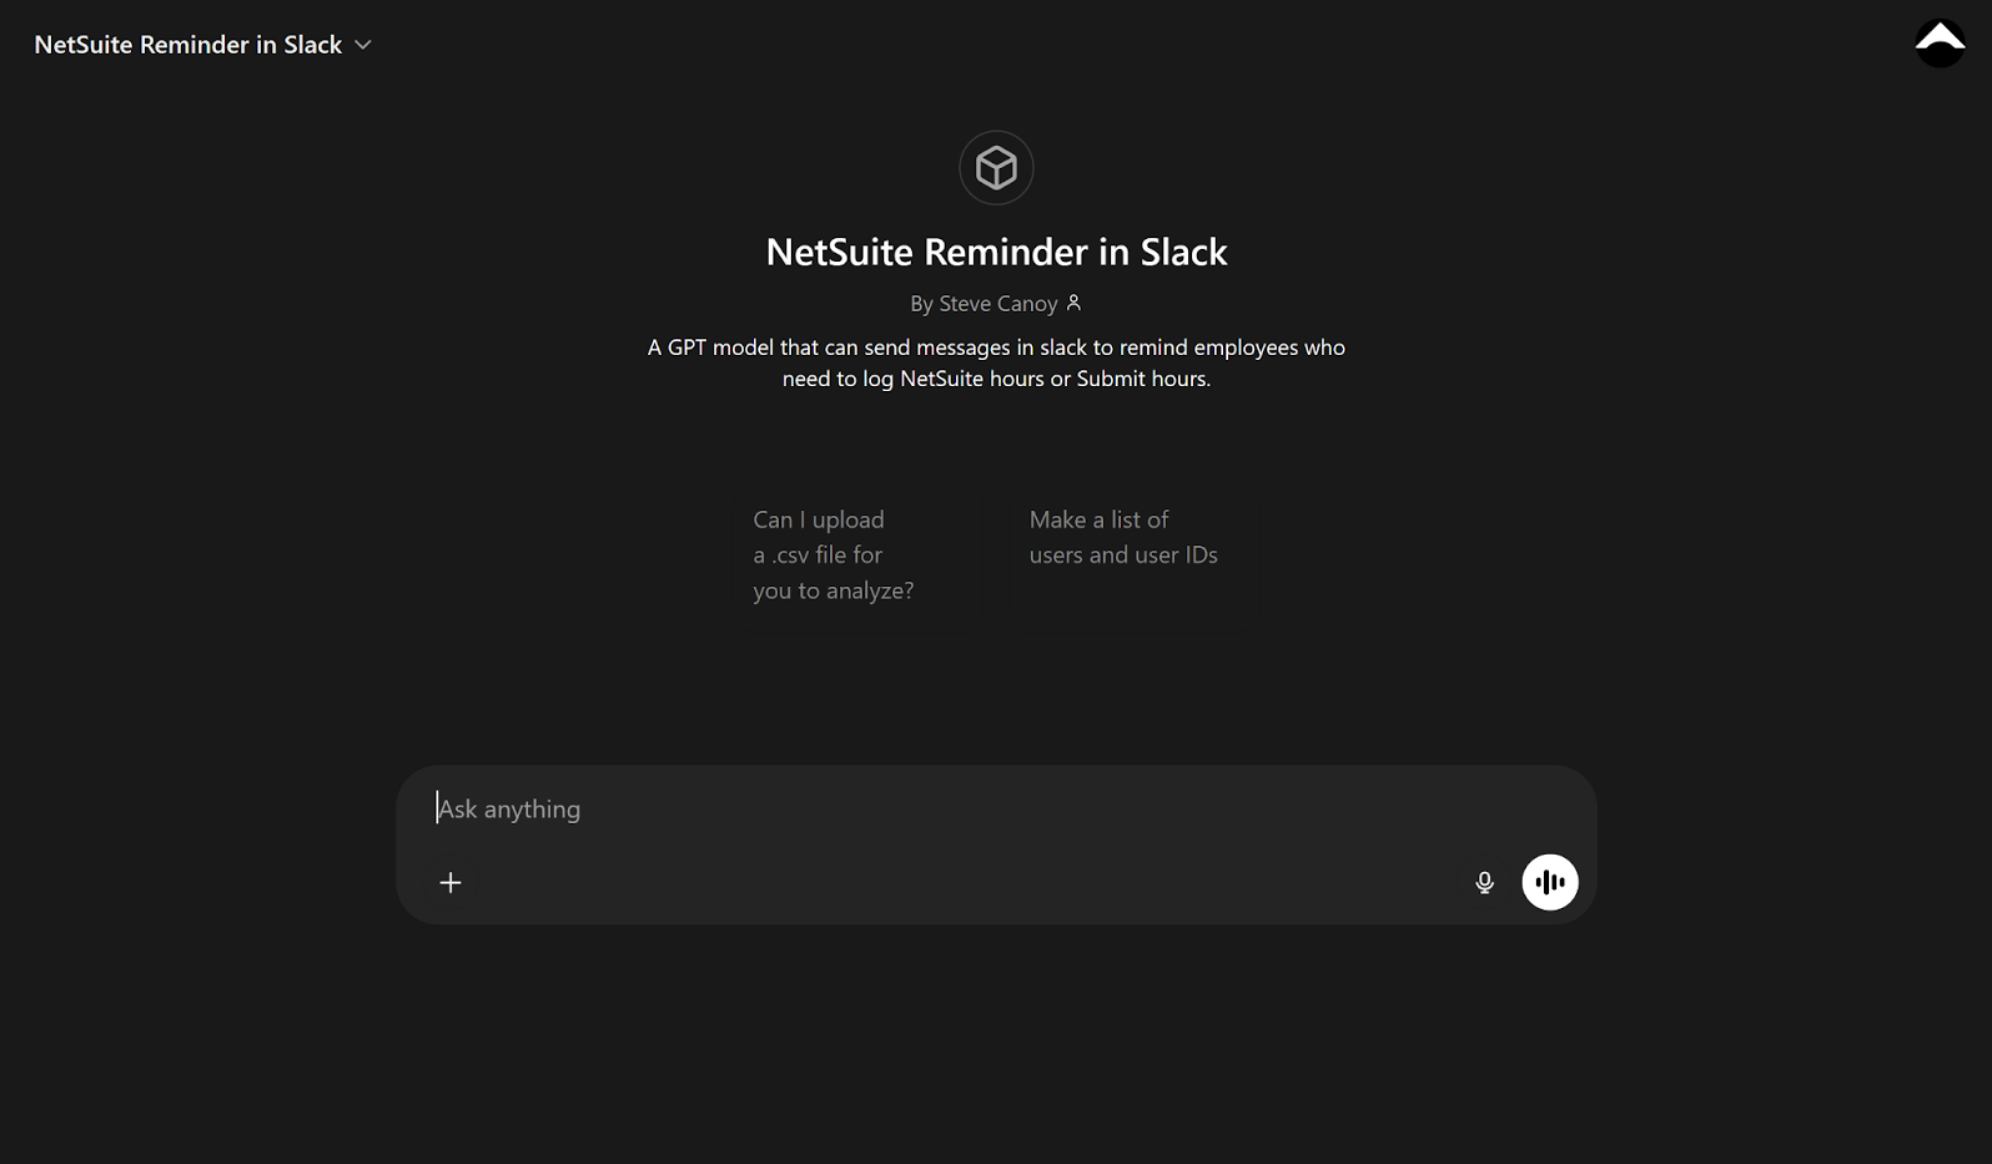 NetSuite Reminder in Slack
NetSuite Reminder in Slack
By Steve Canoy
A GPT model that can send messages in slack to remind employees who
need to log NetSuite hours or Submit hours.
Can I upload
a .csv file for
you to analyze?
Make a list of
users and user IDs
Ask anything